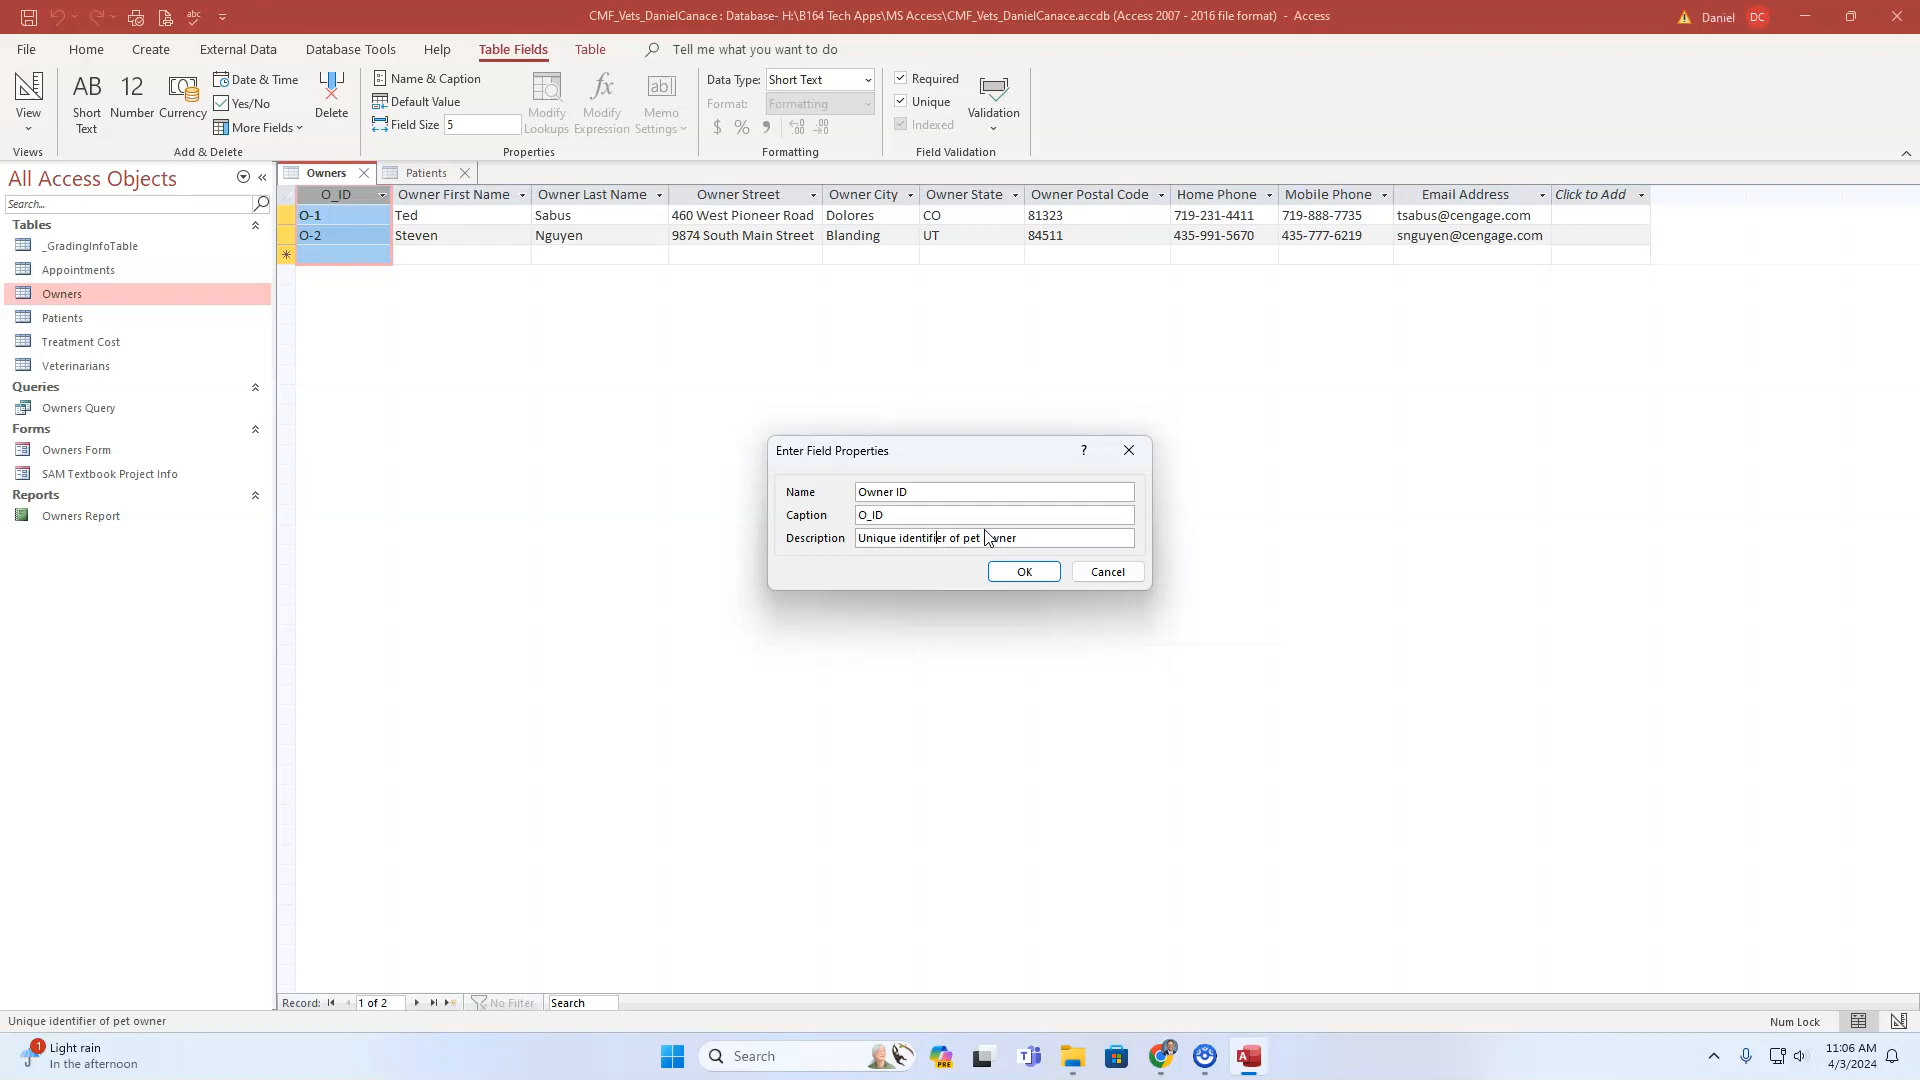 CMF_Vets_DanielCanace : Database- H:\B164 Tech Apps\MS Access\CMF_Vets_DanielCanace.accdb (Access 2007 - 2016 file format) - Access
Daniel DC
File Home Create External Data Database Tools Help Table Fields Table Tell me what you want to do
View
Views
AB
Short Text
12
Number
Currency
Date & Time
Yes/No
More Fields
Delete
Add & Delete
Name & Caption
Default Value
Field Size 5
Modify Lookups
fx
Modify Expression
ab|
Memo Settings
Properties
Data Type: Short Text
Format: Formatting
$ % 9
Formatting
Required
Unique
Indexed
Validation
Field Validation
All Access Objects
Search...
Tables
_GradingInfoTable
Appointments
Owners
Patients
Treatment Cost
Veterinarians
Queries
Owners Query
Forms
Owners Form
SAM Textbook Project Info
Reports
Owners Report
Owners Patients
O_ID Owner First Name Owner Last Name Owner Street Owner City Owner State Owner Postal Code Home Phone Mobile Phone Email Address Click to Add
O-1 Ted Sabus 460 West Pioneer Road Dolores CO 81323 719-231-4411 719-888-7735 tsabus@cengage.com
O-2 Steven Nguyen 9874 South Main Street Blanding UT 84511 435-991-5670 435-777-6219 snguyen@cengage.com
Enter Field Properties ?
Name Owner ID
Caption O_ID
Description Unique identifier of pet owner
OK Cancel
Record: 1 of 2 No Filter Search
Unique identifier of pet owner
Num Lock
1 Light rain
In the afternoon
Search
PRE
11:06 AM
4/3/2024